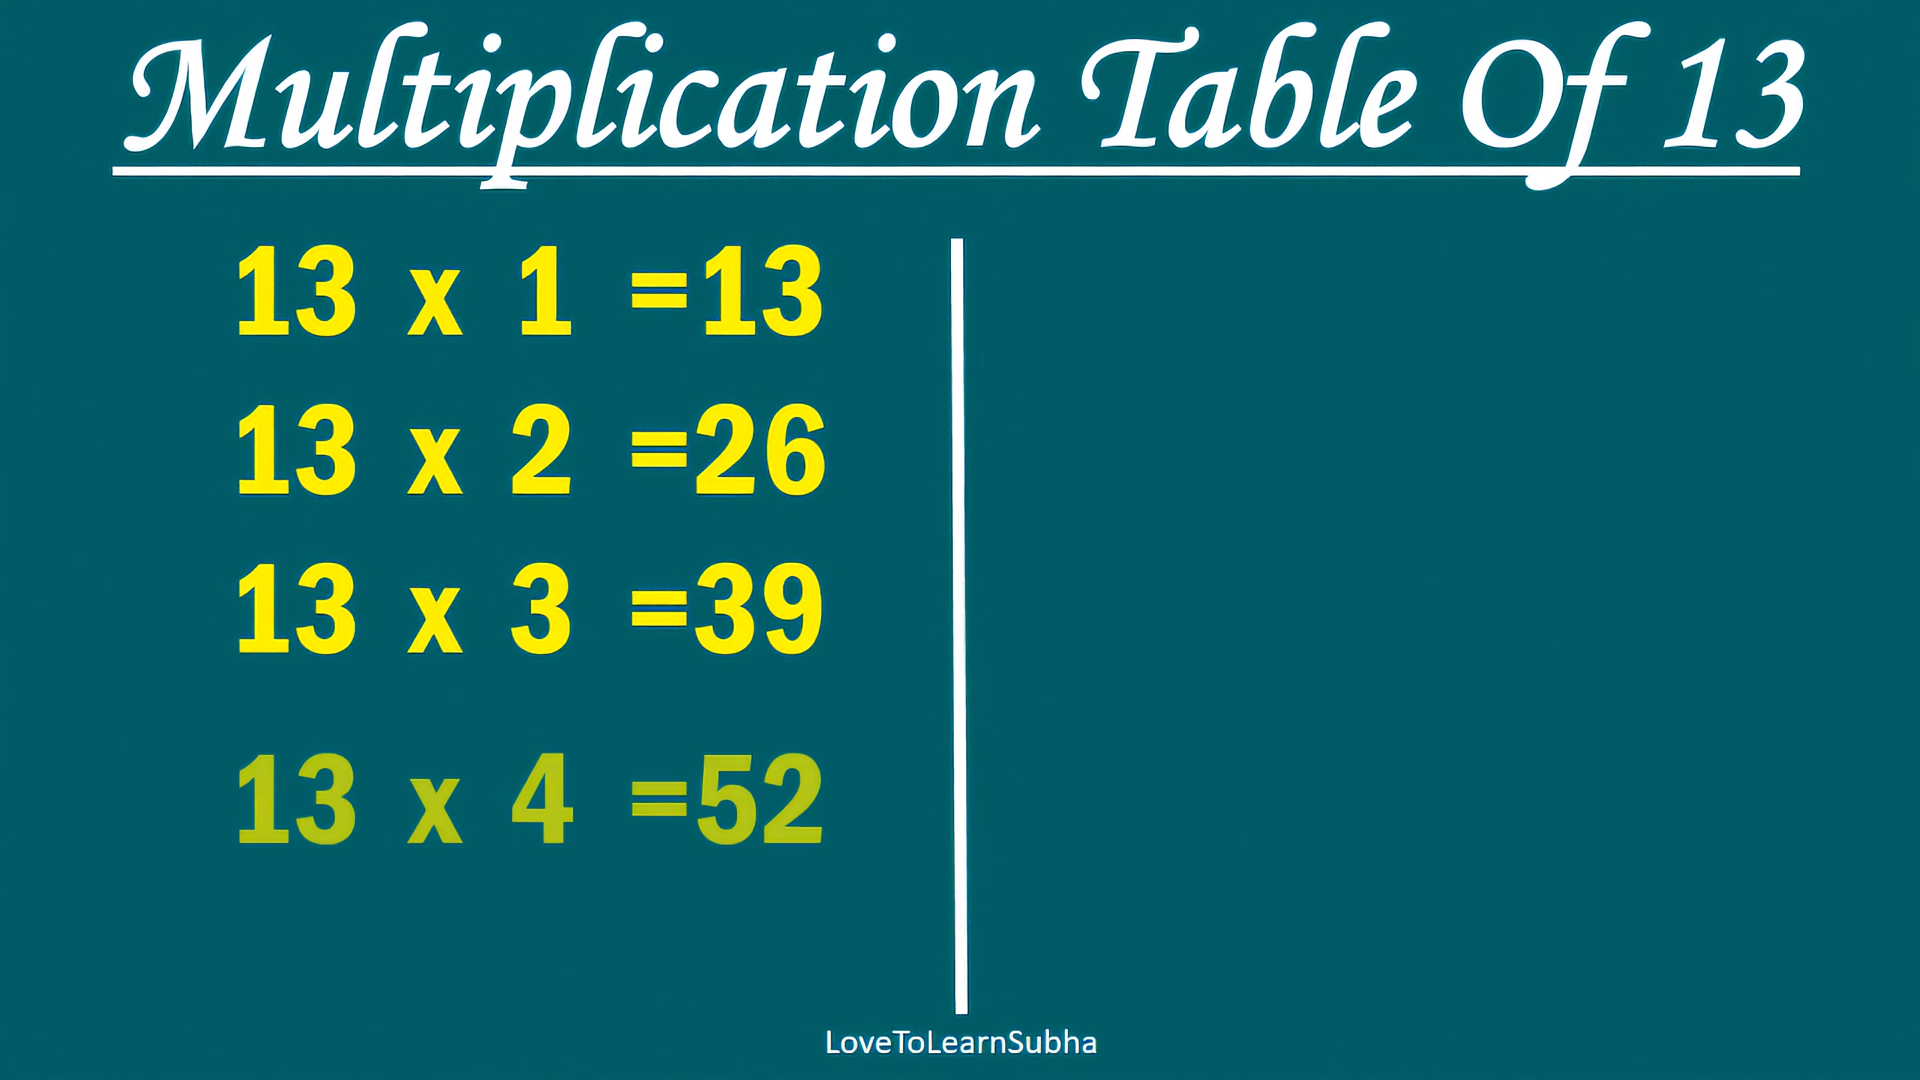 Multiplication Table Of 13
13 x 1 =13
13 x 2 =26
13 x 3 =39
13 x 4 =52
LoveToLearnSubha